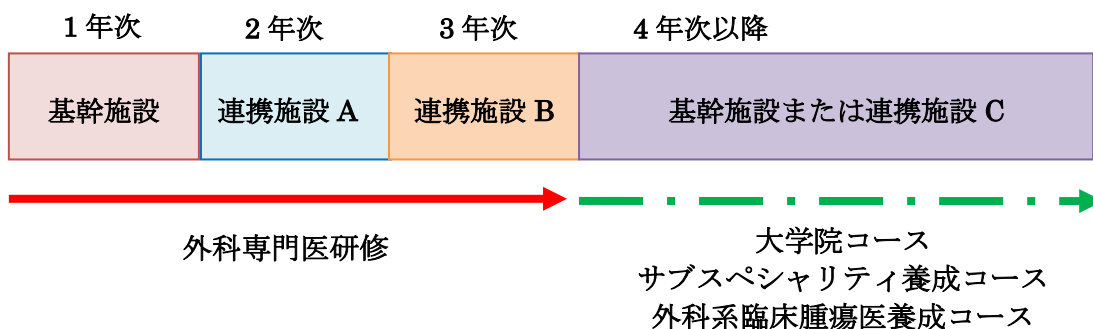 1 年次 2 年次 3 年次 4 年次以降
基幹施設 連携施設 A 連携施設 B 基幹施設または連携施設 C
外科専門医研修
大学院コース
サブスペシャリティ養成コース
外科系臨床腫瘍医養成コース